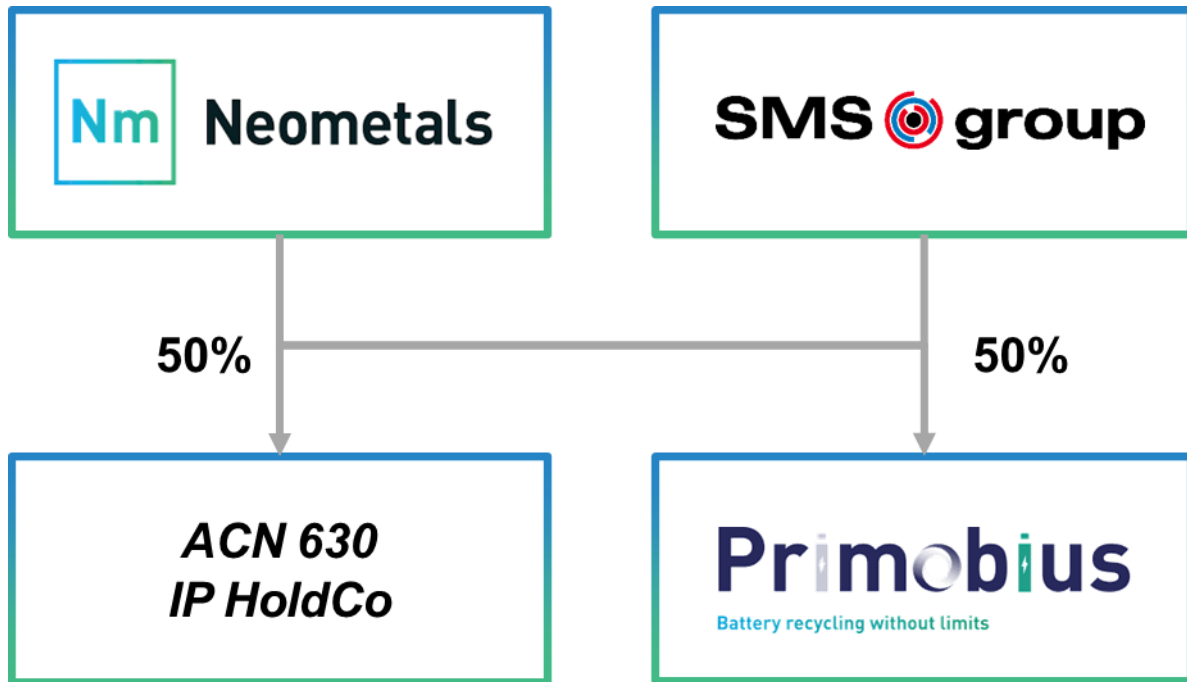 Nm Neometals
SMS group
50%
50%
ACN 630
IP HoldCo
Primobius
Battery recycling without limits